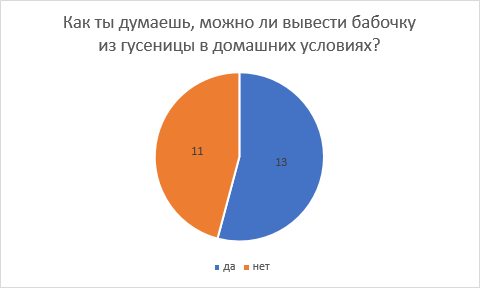 Как ты думаешь, можно ли вывести бабочку
из гусеницы в домашних условиях?
11
13
да нет